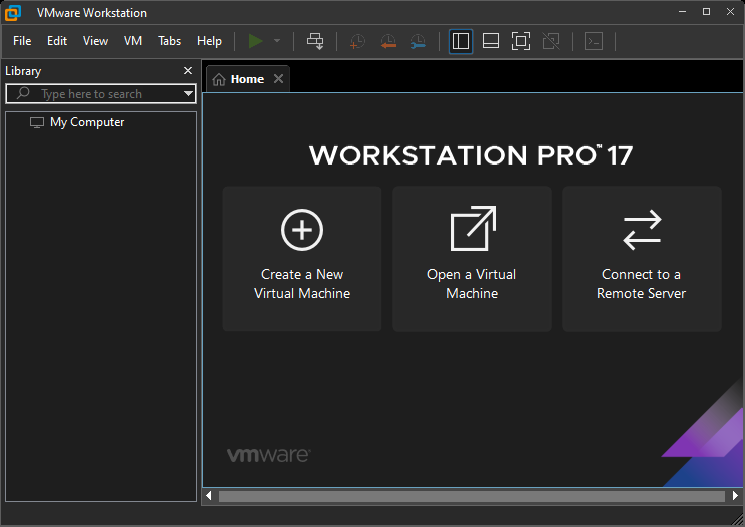 VMware Workstation
File Edit View VM Tabs Help
Library
Type here to search
My Computer
Home
WORKSTATION PRO™ 17
Create a New
Virtual Machine
Open a Virtual
Machine
Connect to a
Remote Server
vmware®